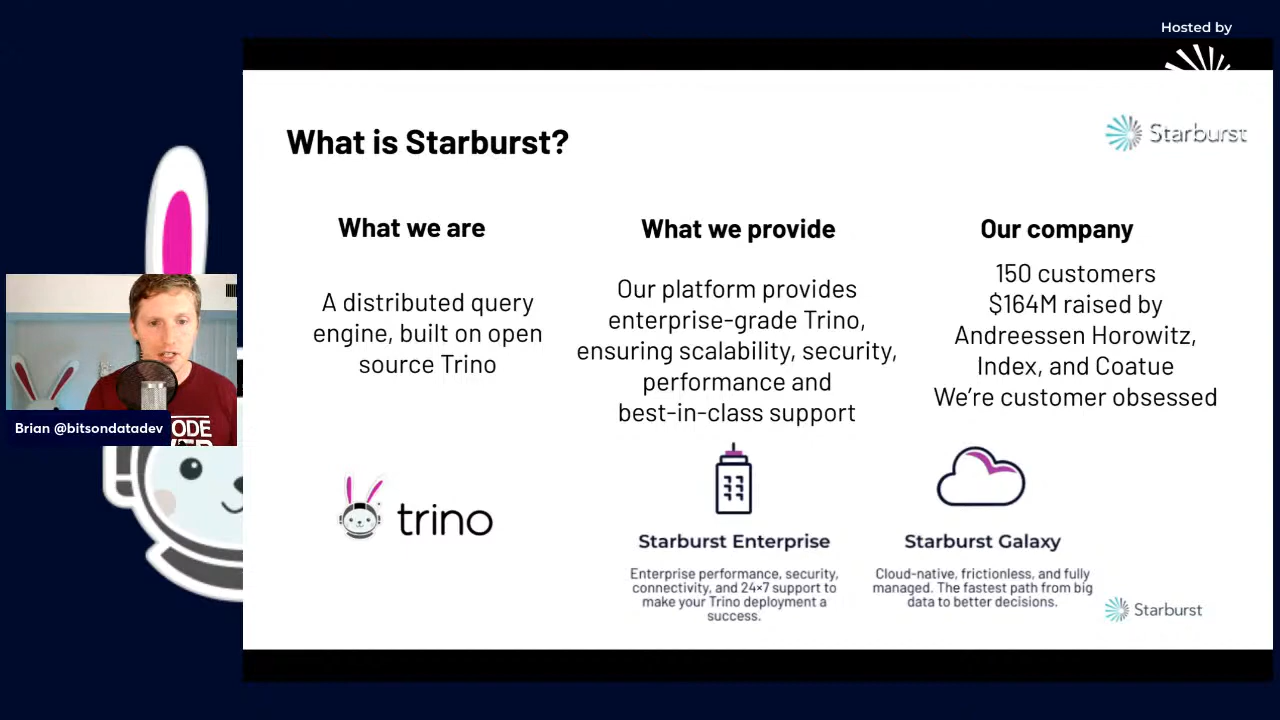 Hosted by
What is Starburst?
Starburst
What we are
A distributed query
engine, built on open
source Trino
trino
What we provide
Our platform provides
enterprise-grade Trino,
ensuring scalability, security,
performance and
best-in-class support
Our company
150 customers
$164M raised by
Andreessen Horowitz,
Index, and Coatue
We're customer obsessed
Starburst Enterprise
Enterprise performance, security,
connectivity, and 24×7 support to
make your Trino deployment a
success.
Starburst Galaxy
Cloud-native, frictionless, and fully
managed. The fastest path from big
data to better decisions.
Starburst
Brian @bitsondatadev